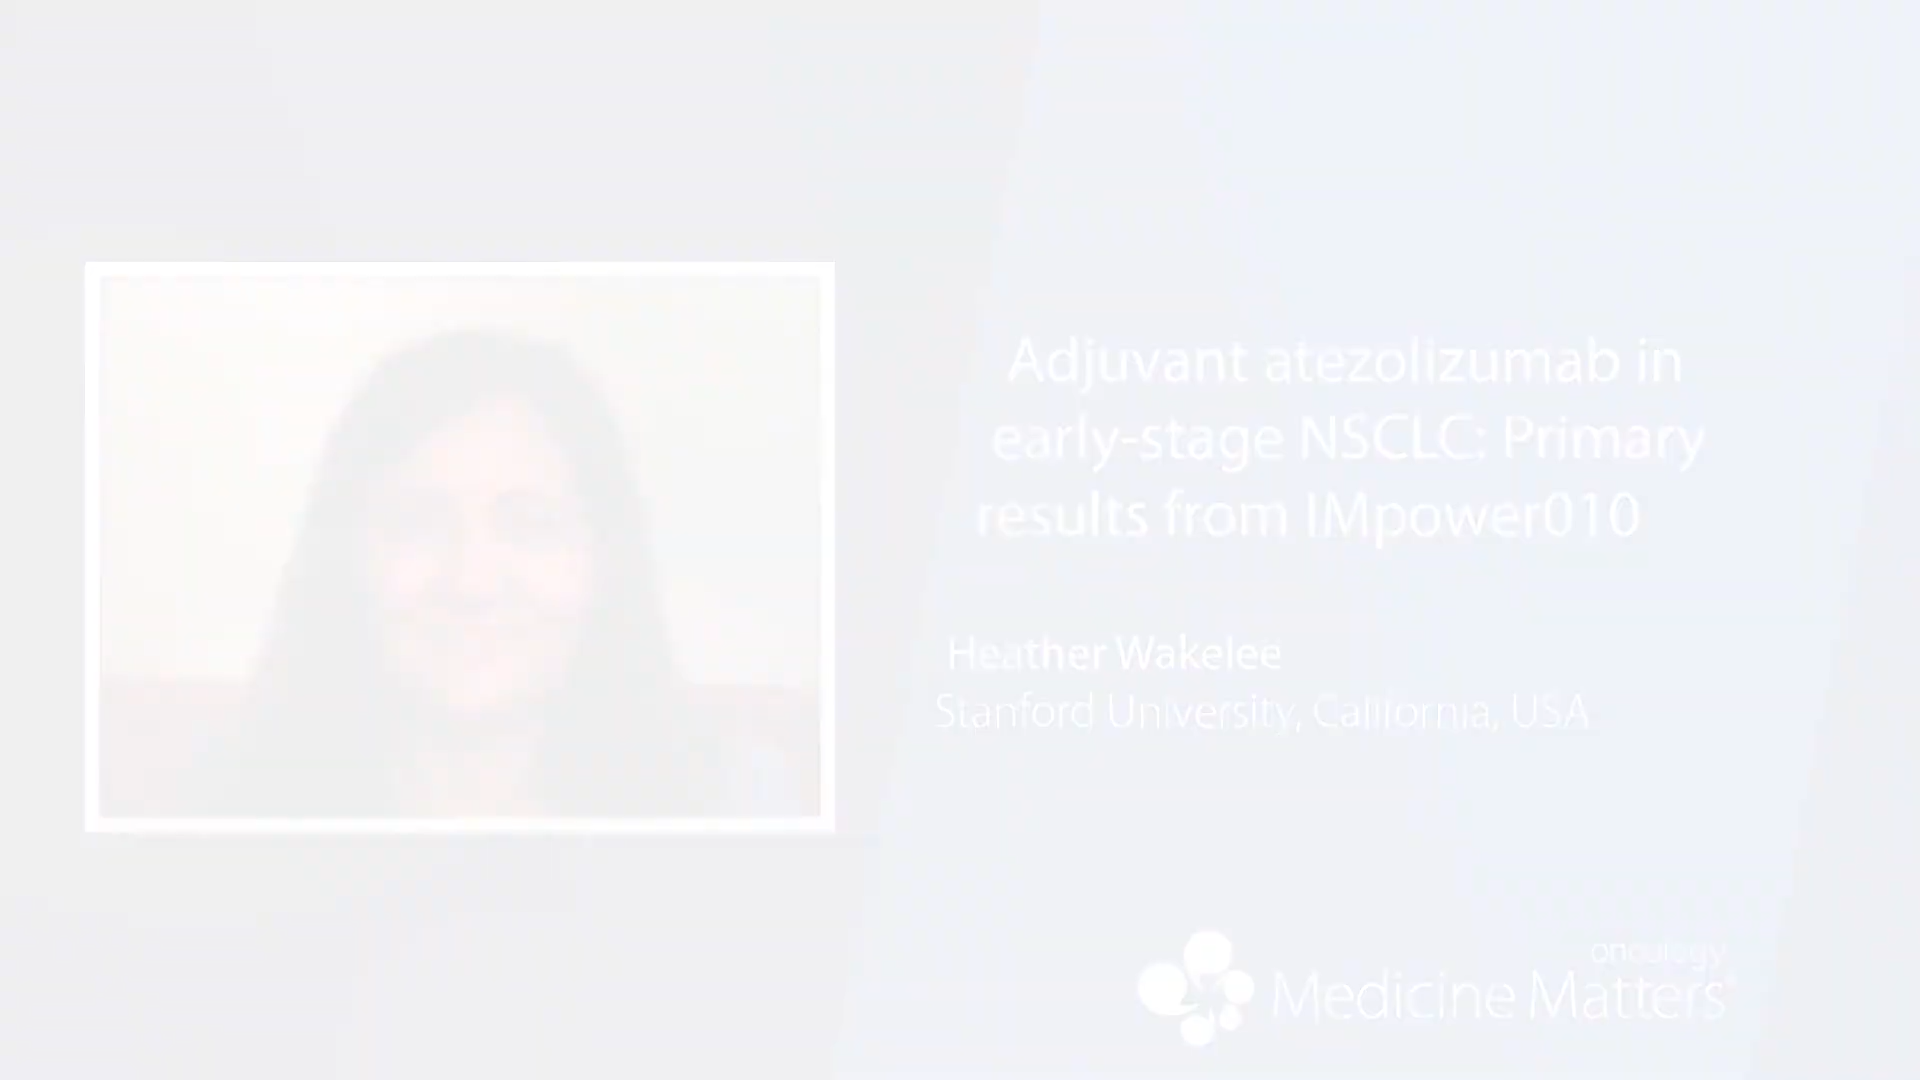 Adjuvant atezolizumab in
early-stage NSCLC: Primary
results from IMpower010
Heather Wakelee
Stanford University, California, USA
oncology
Medicine Matters